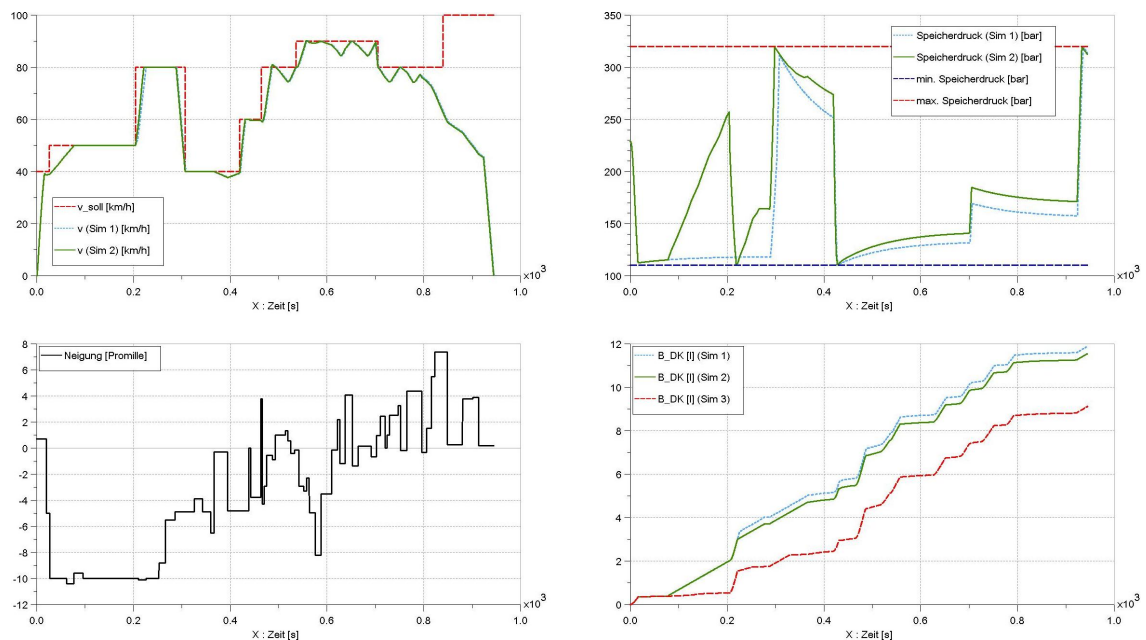 100
80
60
40
20
0
v_soll [km/h]
v (Sim 1) [km/h]
v (Sim 2) [km/h]
0.0 0.2 0.4 0.6 0.8 1.0
x10³
X : Zeit [s]
350
300
250
200
150
100
Speicherdruck (Sim 1) [bar]
Speicherdruck (Sim 2) [bar]
min. Speicherdruck [bar]
max. Speicherdruck [bar]
0.0 0.2 0.4 0.6 0.8 1.0
x10³
X : Zeit [s]
8
6
4
2
0
-2
-4
-6
-8
-10
-12
Neigung [Promille]
0.0 0.2 0.4 0.6 0.8 1.0
x10³
X : Zeit [s]
12
10
8
6
4
2
0
B_DK [l] (Sim 1)
B_DK [l] (Sim 2)
B_DK [l] (Sim 3)
0.0 0.2 0.4 0.6 0.8 1.0
x10³
X : Zeit [s]